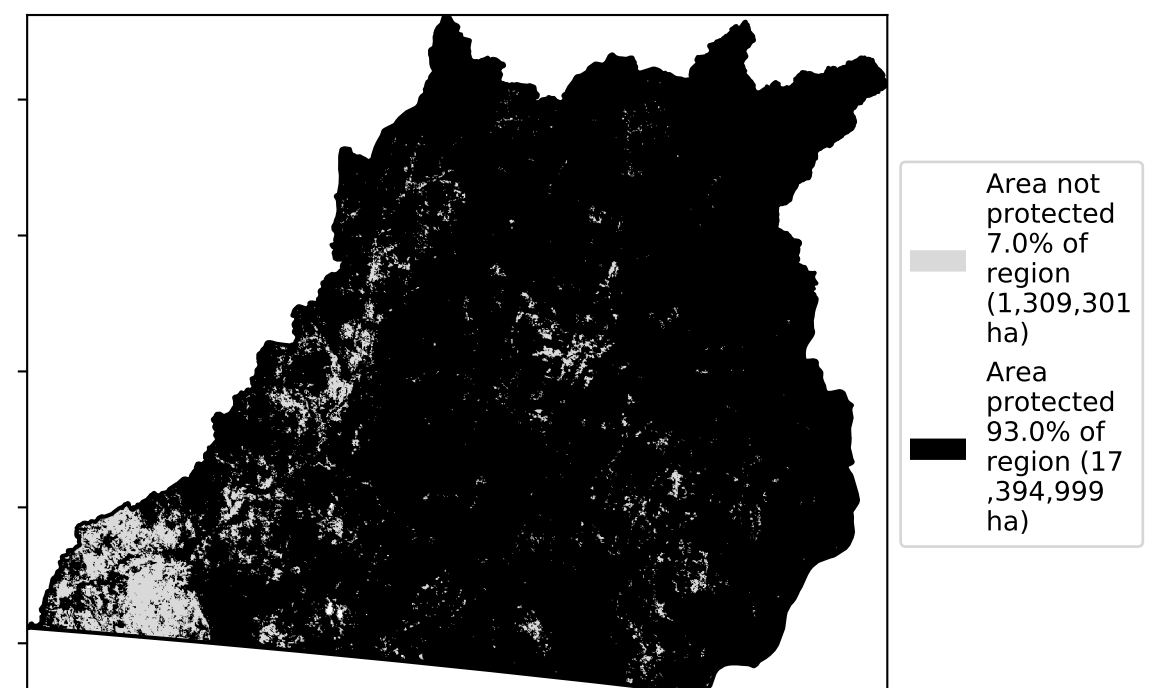 Area not
protected
7.0% of
region
(1,309,301
ha)
Area
protected
93.0% of
region (17
,394,999
ha)